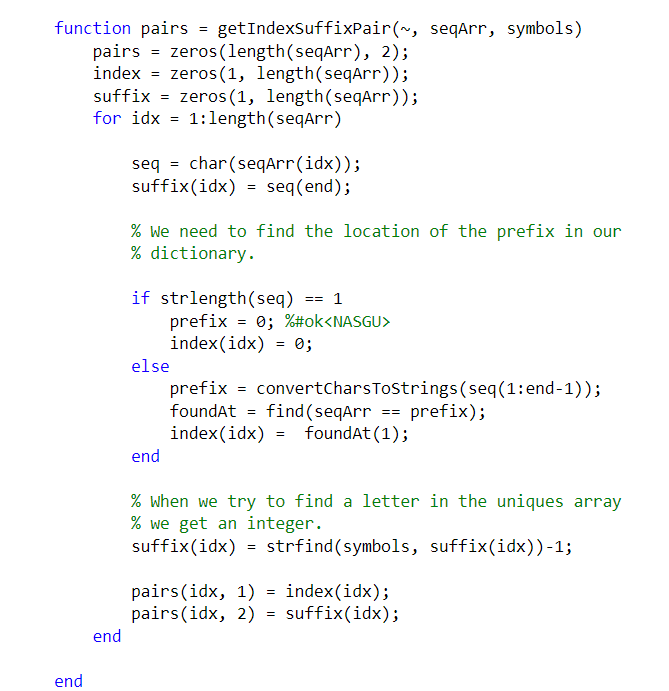 function pairs = getIndexSuffixPair(~, seqArr, symbols)
    pairs = zeros(length(seqArr), 2);
    index = zeros(1, length(seqArr));
    suffix = zeros(1, length(seqArr));
    for idx = 1:length(seqArr)

        seq = char(seqArr(idx));
        suffix(idx) = seq(end);

        % We need to find the location of the prefix in our
        % dictionary.

        if strlength(seq) == 1
            prefix = 0; %#ok<NASGU>
            index(idx) = 0;
        else
            prefix = convertCharsToStrings(seq(1:end-1));
            foundAt = find(seqArr == prefix);
            index(idx) =  foundAt(1);
        end

        % When we try to find a letter in the uniques array
        % we get an integer.
        suffix(idx) = strfind(symbols, suffix(idx))-1;

        pairs(idx, 1) = index(idx);
        pairs(idx, 2) = suffix(idx);
    end

end